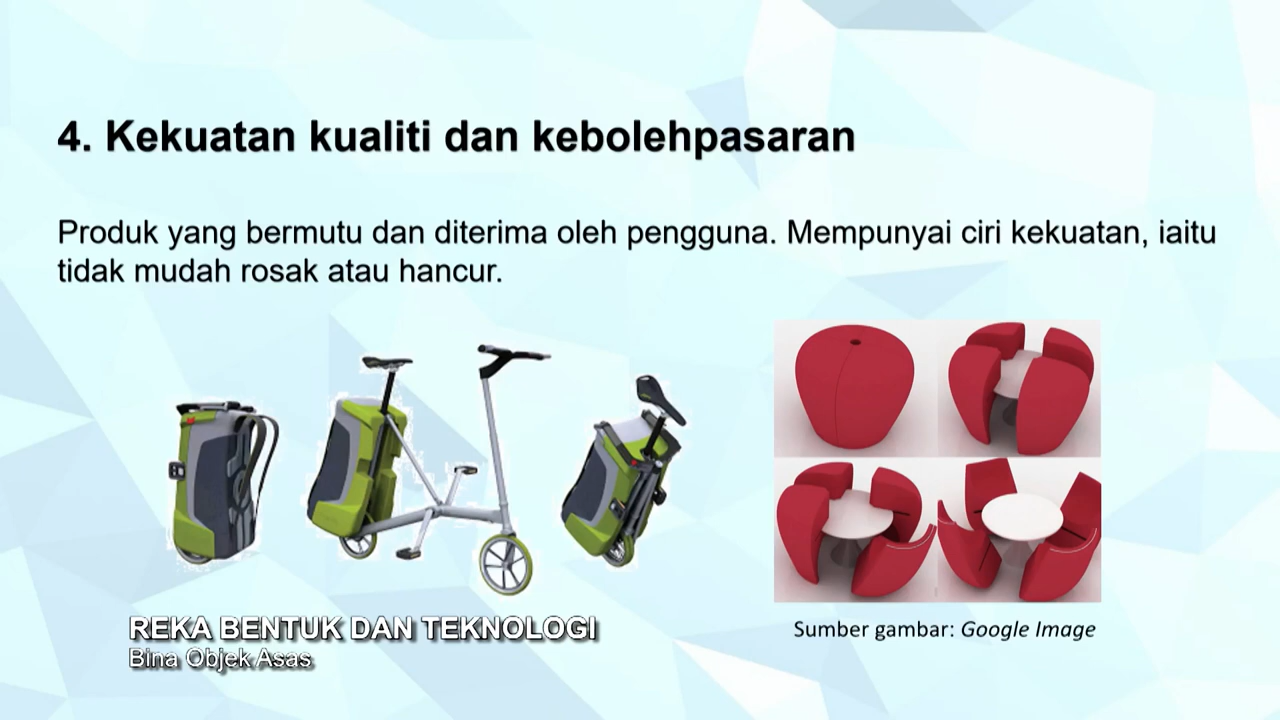 4. Kekuatan kualiti dan kebolehpasaran
Produk yang bermutu dan diterima oleh pengguna. Mempunyai ciri kekuatan, iaitu
tidak mudah rosak atau hancur.
Sumber gambar: Google Image
REKA BENTUK DAN TEKNOLOGI
Bina Objek Asas